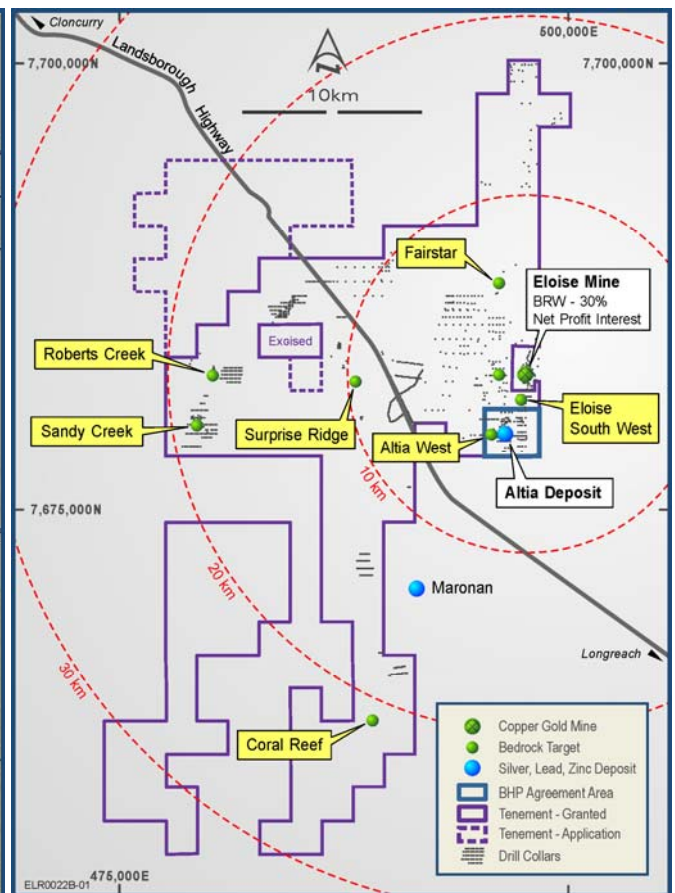 Cloncurry
500,000E
7,700,000N
7,700,000N
Landsborough
Highway
10km
Fairstar
Eloise Mine
BRW - 30%
Net Profit Interest
Exoised
Roberts Creek
Sandy Creek
Surprise Ridge
Altia West
Eloise
South West
Altia Deposit
10 km
7,675,000N
20 km
Maronan
Longreach
30 km
Coral Reef
Copper Gold Mine
Bedrock Target
Silver, Lead, Zinc Deposit
BHP Agreement Area
Tenement - Granted
Tenement - Application
Drill Collars
475,000E
ELR0022B-01